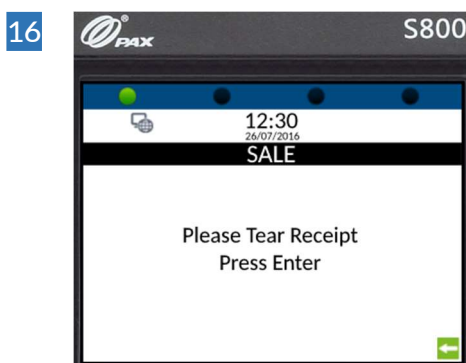 16
PAX®
S800
12:30
26/07/2016
SALE
Please Tear Receipt
Press Enter